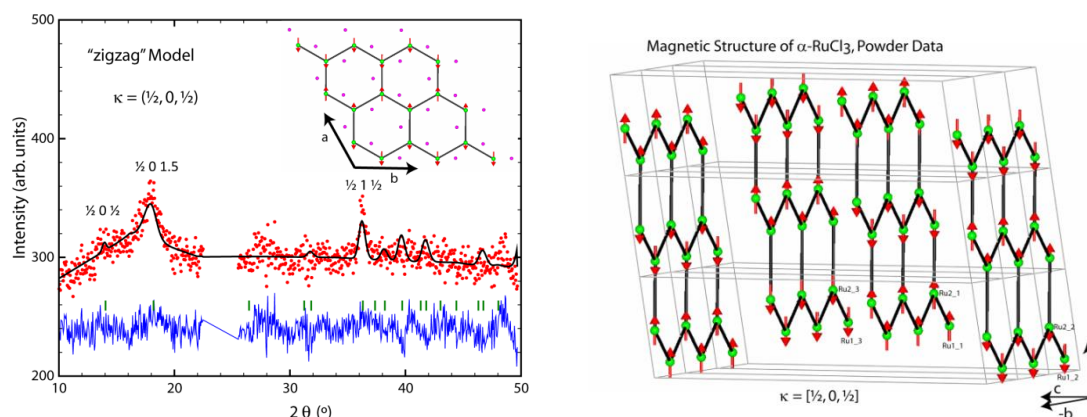 500
400
300
200
Intensity (arb.units)
"zigzag" Model
κ = (½, 0, ½)
a
b
½ 0 ½
½ 0 1.5
½ 1 ½
10
20
30
40
50
2 θ (º)
Magnetic Structure of α-RuCl3, Powder Data
Ru2_3
Ru2_1
Ru1_3
Ru1_1
Ru2_2
Ru1_2
κ = [½, 0, ½]
c
-b